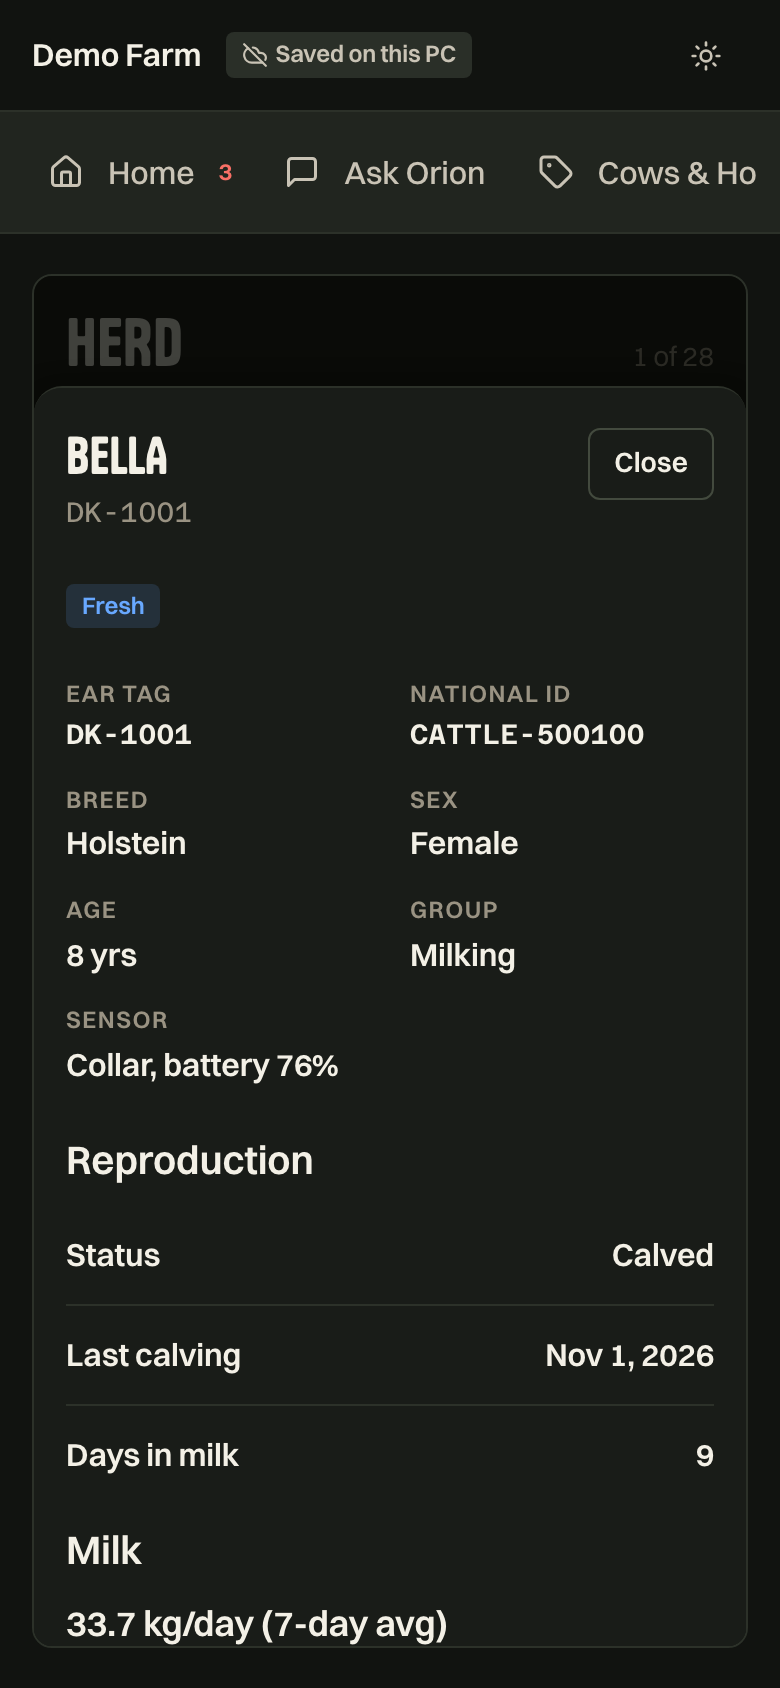 Demo Farm Saved on this PC
Home 3 Ask Orion Cows & Ho
HERD
1 of 28
BELLA
Close
DK-1001
Fresh
EAR TAG NATIONAL ID
DK-1001 CATTLE-500100
BREED SEX
Holstein Female
AGE GROUP
8 yrs Milking
SENSOR
Collar, battery 76%
Reproduction
Status Calved
Last calving Nov 1, 2026
Days in milk 9
Milk
33.7 kg/day (7-day avg)